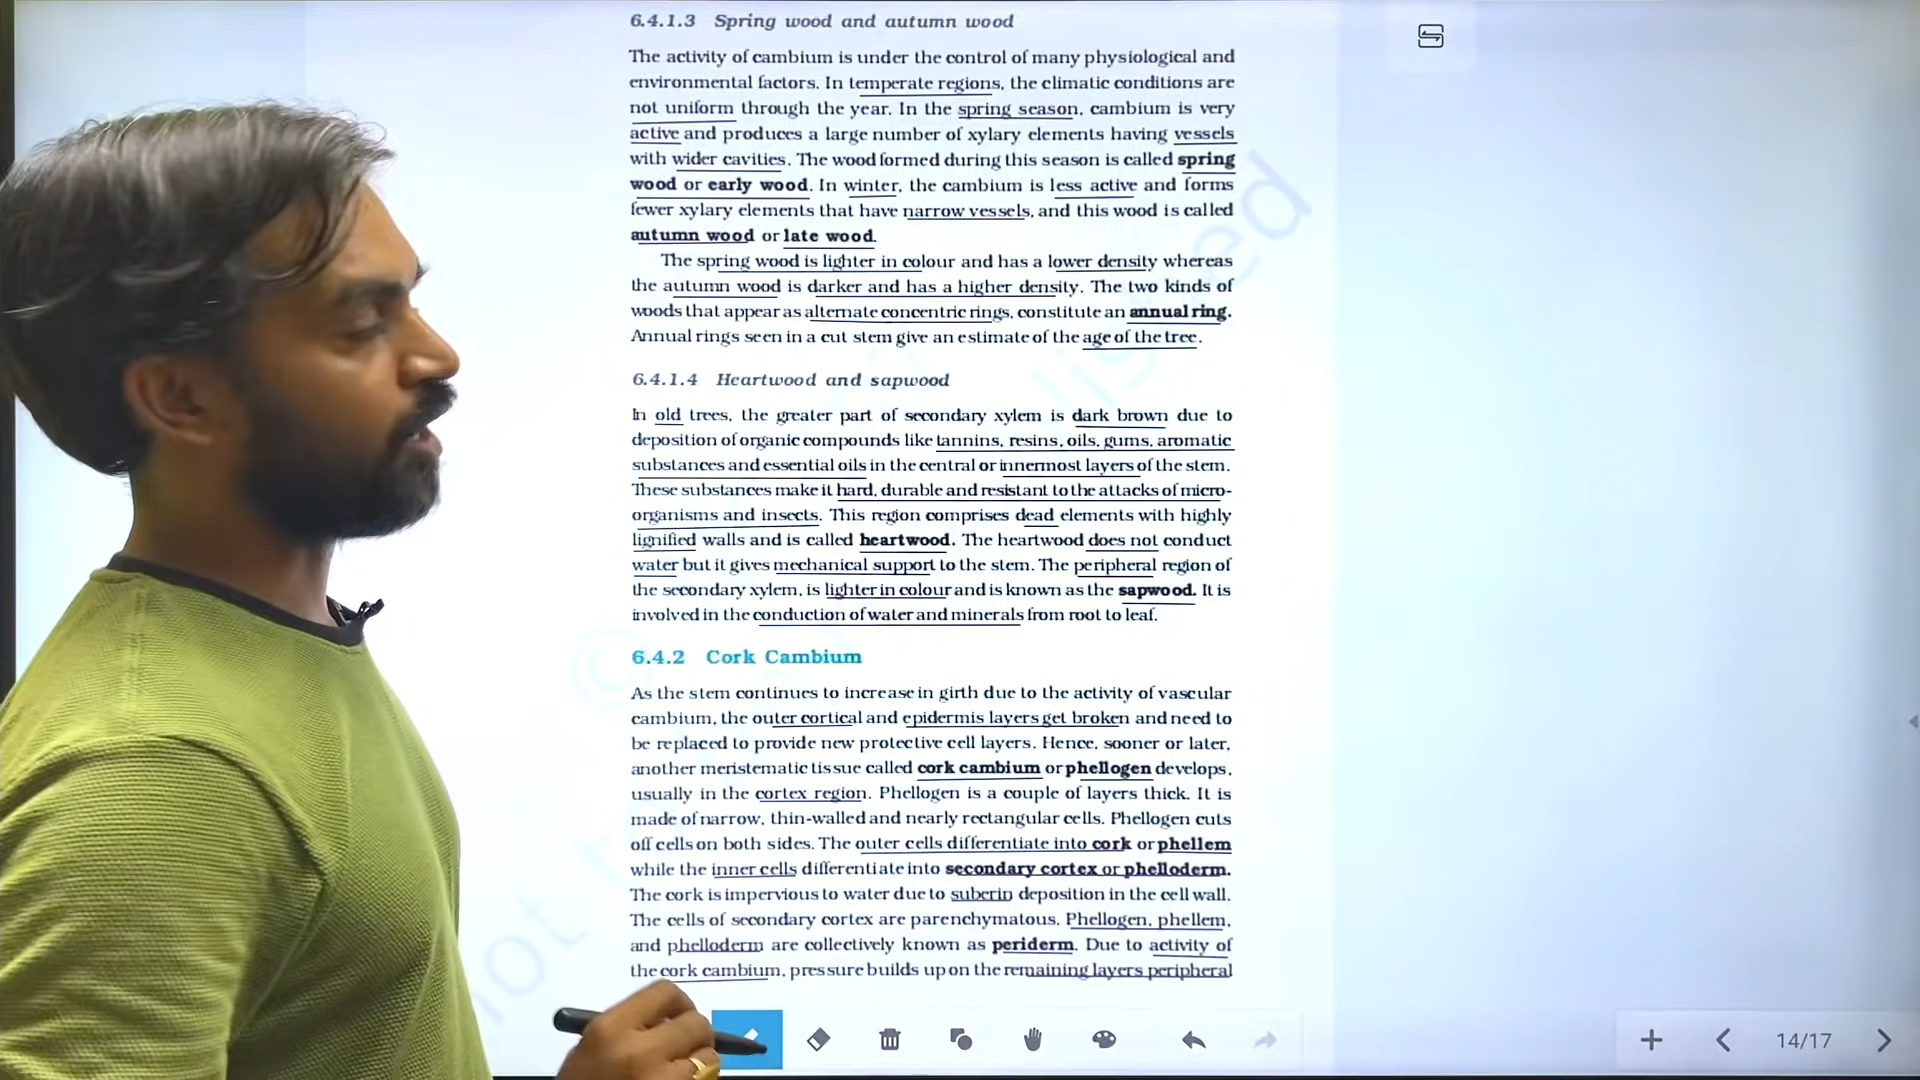 6.4.1.3 Spring wood and autumn wood
The activity of cambium is under the control of many physiological and
environmental factors. In temperate regions, the climatic conditions are
not uniform through the year. In the spring season, cambium is very
active and produces a large number of xylary elements having vessels
with wider cavities. The wood formed during this season is called spring
wood or early wood. In winter, the cambium is less active and forms
fewer xylary elements that have narrow vessels, and this wood is called
autumn wood or late wood.
The spring wood is lighter in colour and has a lower density whereas
the autumn wood is darker and has a higher density. The two kinds of
woods that appear as alternate concentric rings, constitute an annual ring.
Annual rings seen in a cut stem give an estimate of the age of the tree.
6.4.1.4 Heartwood and sapwood
In old trees, the greater part of secondary xylem is dark brown due to
deposition of organic compounds like tannins, resins, oils, gums, aromatic
substances and essential oils in the central or innermost layers of the stem.
These substances make it hard, durable and resistant to the attacks of micro-
organisms and insects. This region comprises dead elements with highly
lignified walls and is called heartwood. The heartwood does not conduct
water but it gives mechanical support to the stem. The peripheral region of
the secondary xylem, is lighter in colour and is known as the sapwood. It is
involved in the conduction of water and minerals from root to leaf.
6.4.2 Cork Cambium
As the stem continues to increase in girth due to the activity of vascular
cambium, the outer cortical and epidermis layers get broken and need to
be replaced to provide new protective cell layers. Hence, sooner or later,
another meristematic tissue called cork cambium or phellogen develops,
usually in the cortex region. Phellogen is a couple of layers thick. It is
made of narrow, thin-walled and nearly rectangular cells. Phellogen cuts
off cells on both sides. The outer cells differentiate into cork or phellem
while the inner cells differentiate into secondary cortex or phelloderm.
The cork is impervious to water due to suberin deposition in the cell wall.
The cells of secondary cortex are parenchymatous. Phellogen, phellem,
and phelloderm are collectively known as periderm. Due to activity of
the cork cambium, pressure builds up on the remaining layers peripheral
14/17